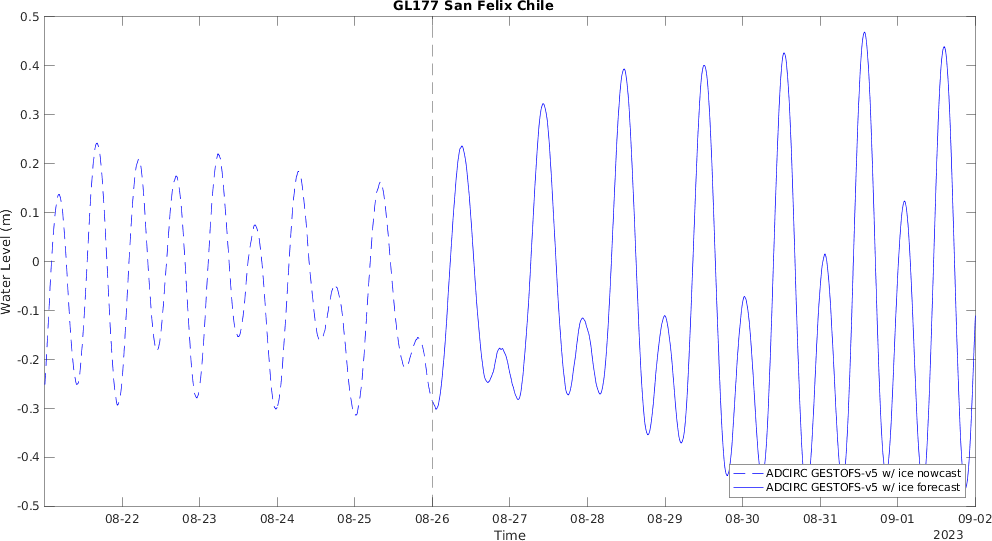 GL177 San Felix Chile
0.5
0.4
0.3
0.2
0.1
0
-0.1
-0.2
-0.3
-0.4
-0.5
Water Level (m)
ADCIRC GESTOFS-v5 w/ ice nowcast
ADCIRC GESTOFS-v5 w/ ice forecast
08-22 08-23 08-24 08-25 08-26 08-27 08-28 08-29 08-30 08-31 09-01 09-02
Time
2023